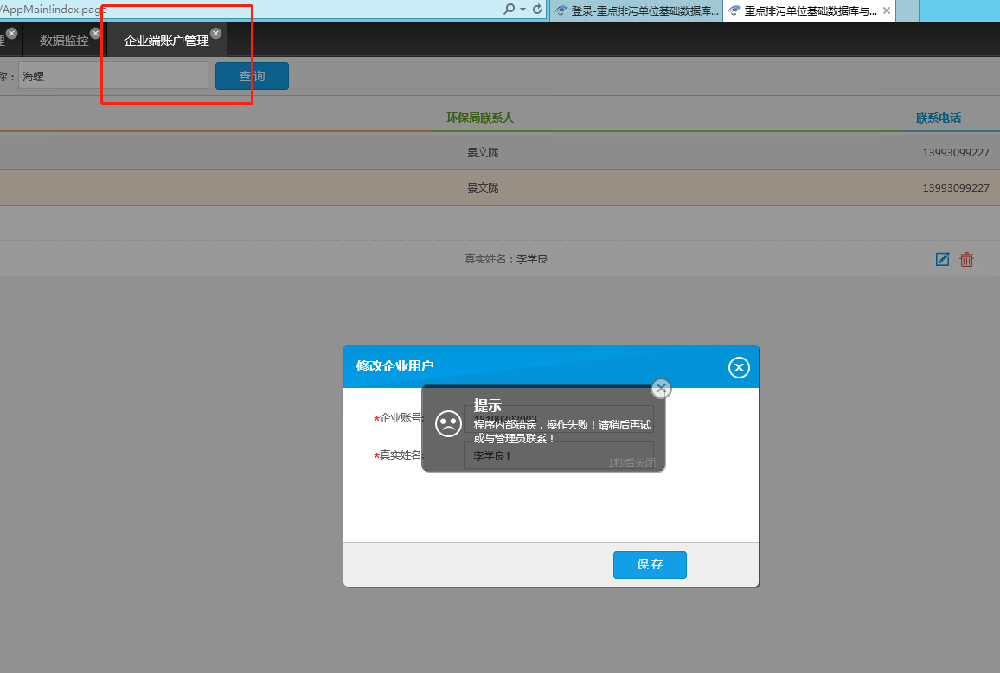 /AppMain!index.page
登录-重点排污单位基础数据库...
重点排污单位基础数据库与...
理
数据监控
企业端账户管理
称：
海螺
查 询
环保局联系人
联系电话
景文陇
13993099227
景文陇
13993099227
真实姓名：李学良
修改企业用户
提示
*企业账号:
程序内部错误，操作失败！请稍后再试
或与管理员联系！
*真实姓名:
李学良1
1秒后关闭
保 存